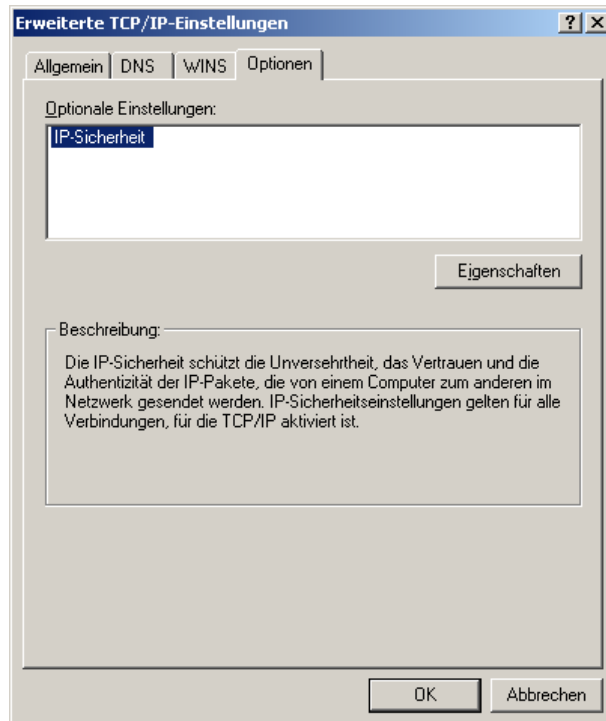 Erweiterte TCP/IP-Einstellungen
Allgemein DNS WINS Optionen
Optionale Einstellungen:
IP-Sicherheit
Eigenschaften
Beschreibung:
Die IP-Sicherheit schützt die Unversehrtheit, das Vertrauen und die
Authentizität der IP-Pakete, die von einem Computer zum anderen im
Netzwerk gesendet werden. IP-Sicherheitseinstellungen gelten für alle
Verbindungen, für die TCP/IP aktiviert ist.
OK Abbrechen